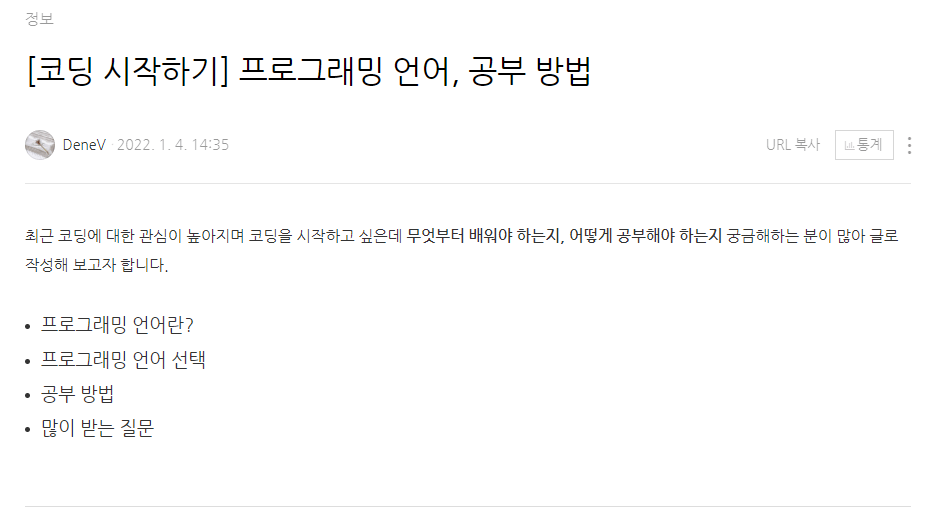 정보
[코딩 시작하기] 프로그래밍 언어, 공부 방법
DeneV · 2022. 1. 4. 14:35
URL 복사
통계
최근 코딩에 대한 관심이 높아지며 코딩을 시작하고 싶은데 무엇부터 배워야 하는지, 어떻게 공부해야 하는지 궁금해하는 분이 많아 글로
작성해 보고자 합니다.
• 프로그래밍 언어란?
• 프로그래밍 언어 선택
• 공부 방법
• 많이 받는 질문